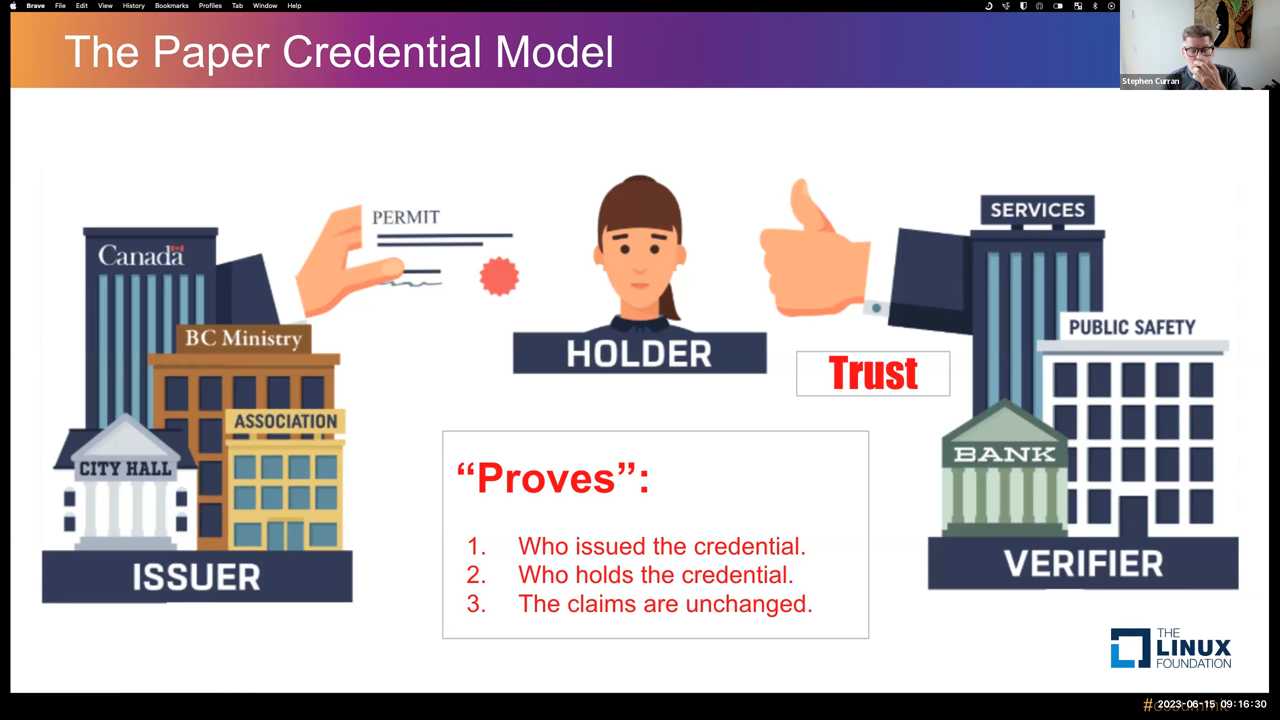 Brave File Edit View History Bookmarks Profiles Tab Window Help
The Paper Credential Model
Stephen Curran
Canada
BC Ministry
ASSOCIATION
CITY HALL
ISSUER
PERMIT
HOLDER
Trust
“Proves”:
1. Who issued the credential.
2. Who holds the credential.
3. The claims are unchanged.
SERVICES
PUBLIC SAFETY
BANK
VERIFIER
THE
LINUX
FOUNDATION
2023-06-15 09:16:30